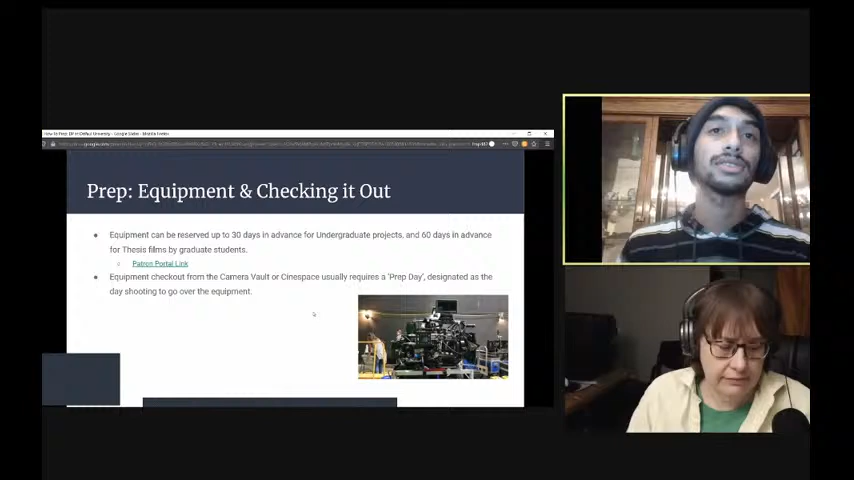 Prep: Equipment & Checking it Out
Equipment can be reserved up to 30 days in advance for Undergraduate projects, and 60 days in advance
for Thesis films by graduate students.
Patron Portal Link
Equipment checkout from the Camera Vault or Cinespace usually requires a 'Prep Day', designated as the
day shooting to go over the equipment.